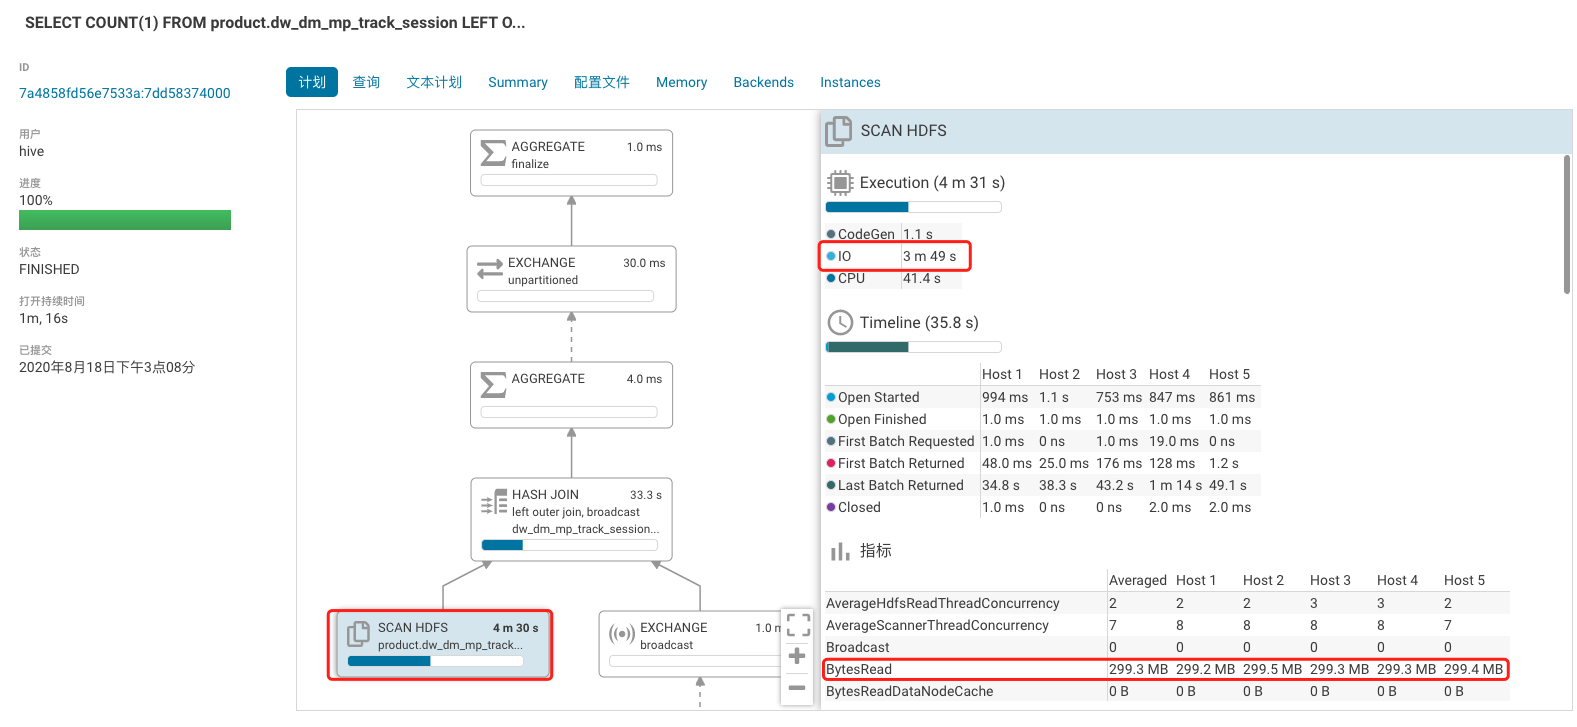 SELECT COUNT(1) FROM product.dw_dm_mp_track_session LEFT O...
ID
7a4858fd56e7533a:7dd58374000
用户
hive
进度
100%
状态
FINISHED
打开持续时间
1m, 16s
已提交
2020年8月18日下午3点08分
计划 查询 文本计划 Summary 配置文件 Memory Backends Instances
AGGREGATE 1.0 ms
finalize
EXCHANGE 30.0 ms
unpartitioned
AGGREGATE 4.0 ms
HASH JOIN 33.3 s
left outer join, broadcast
dw_dm_mp_track_session...
SCAN HDFS 4 m 30 s
product.dw_dm_mp_track...
EXCHANGE 1.0 m
broadcast
SCAN HDFS
Execution (4 m 31 s)
CodeGen 1.1 s
IO 3 m 49 s
CPU 41.4 s
Timeline (35.8 s)
Host 1 Host 2 Host 3 Host 4 Host 5
Open Started 994 ms 1.1 s 753 ms 847 ms 861 ms
Open Finished 1.0 ms 1.0 ms 1.0 ms 1.0 ms 1.0 ms
First Batch Requested 1.0 ms 0 ns 1.0 ms 19.0 ms 0 ns
First Batch Returned 48.0 ms 25.0 ms 176 ms 128 ms 1.2 s
Last Batch Returned 34.8 s 38.3 s 43.2 s 1 m 14 s 49.1 s
Closed 1.0 ms 0 ns 0 ns 2.0 ms 2.0 ms
指标
Averaged Host 1 Host 2 Host 3 Host 4 Host 5
AverageHdfsReadThreadConcurrency 2 2 2 3 3 2
AverageScannerThreadConcurrency 7 8 8 8 8 7
Broadcast 0 0 0 0 0 0
BytesRead 299.3 MB 299.2 MB 299.5 MB 299.3 MB 299.3 MB 299.4 MB
BytesReadDataNodeCache 0 B 0 B 0 B 0 B 0 B 0 B